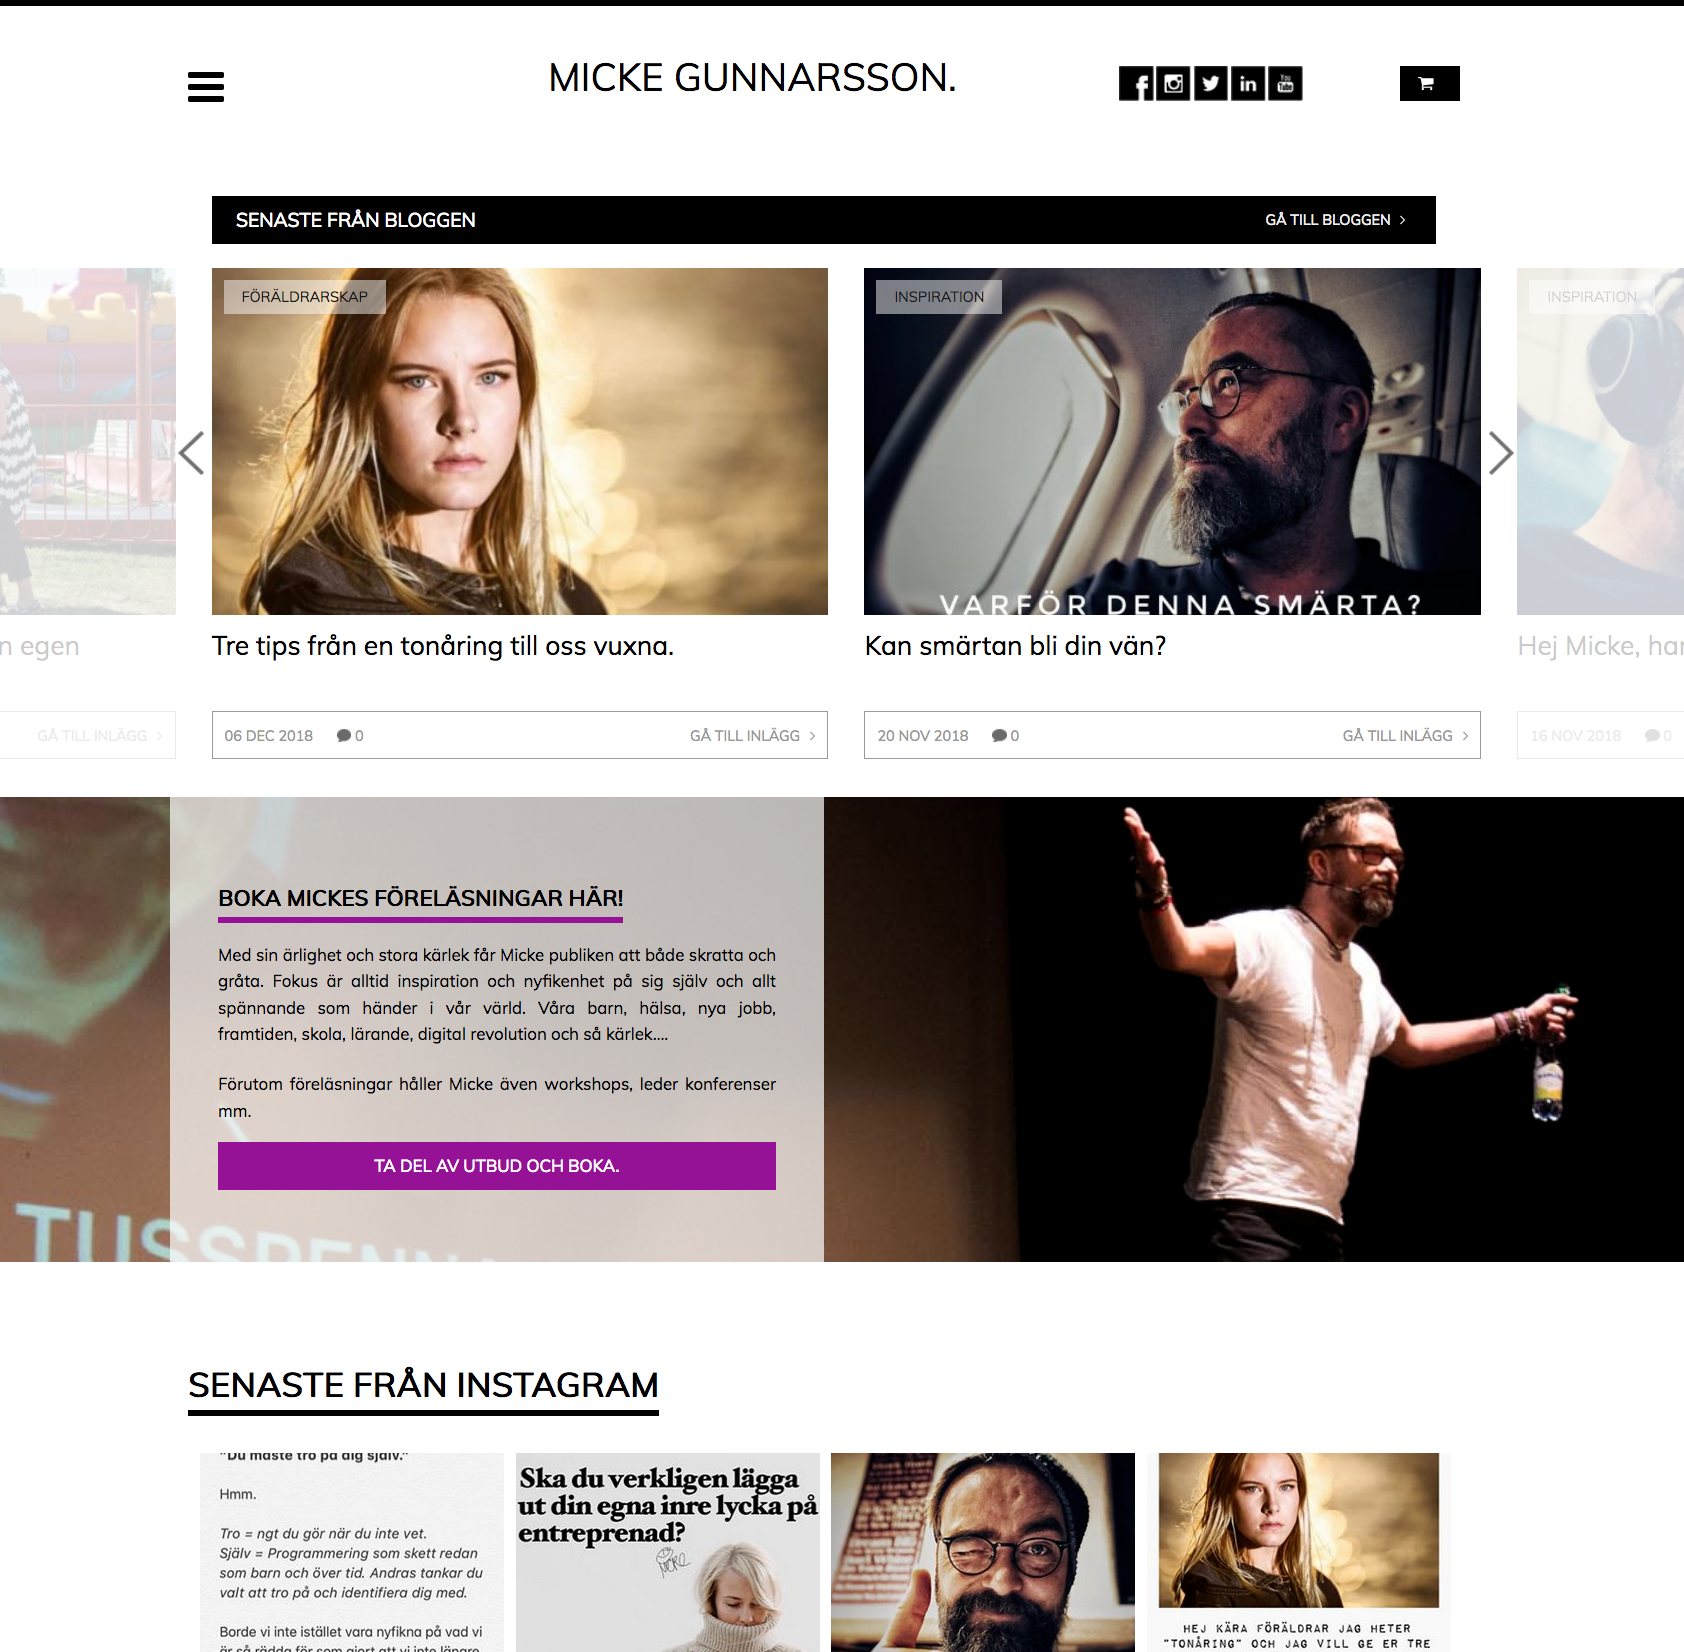 MICKE GUNNARSSON.
You
Tube
SENASTE FRÅN BLOGGEN
GÅ TILL BLOGGEN
FÖRÄLDRARSKAP
INSPIRATION
INSPIRATION
VARFÖR DENNA SMÄRTA?
n egen
Tre tips från en tonåring till oss vuxna.
Kan smärtan bli din vän?
Hej Micke, har
GÅ TILL INLÄGG
06 DEC 2018 0
GÅ TILL INLÄGG
20 NOV 2018 0
GÅ TILL INLÄGG
16 NOV 2018 0
BOKA MICKES FÖRELÄSNINGAR HÄR!
Med sin ärlighet och stora kärlek får Micke publiken att både skratta och
gråta. Fokus är alltid inspiration och nyfikenhet på sig själv och allt
spännande som händer i vår värld. Våra barn, hälsa, nya jobb,
framtiden, skola, lärande, digital revolution och så kärlek....
Förutom föreläsningar håller Micke även workshops, leder konferenser
mm.
TA DEL AV UTBUD OCH BOKA.
TUSSPENNA
SENASTE FRÅN INSTAGRAM
"Du måste tro på dig själv."
Hmm.
Tro = ngt du gör när du inte vet.
Själv = Programmering som skett redan
som barn och över tid. Andras tankar du
valt att tro på och identifiera dig med.
Borde vi inte istället vara nyfikna på vad vi
är så rädda för som gjort att vi inte längre
Ska du verkligen lägga
ut din egna inre lycka på
entreprenad?
HEJ KÄRA FÖRÄLDRAR JAG HETER
"TONÅRING" OCH JAG VILL GE ER TRE